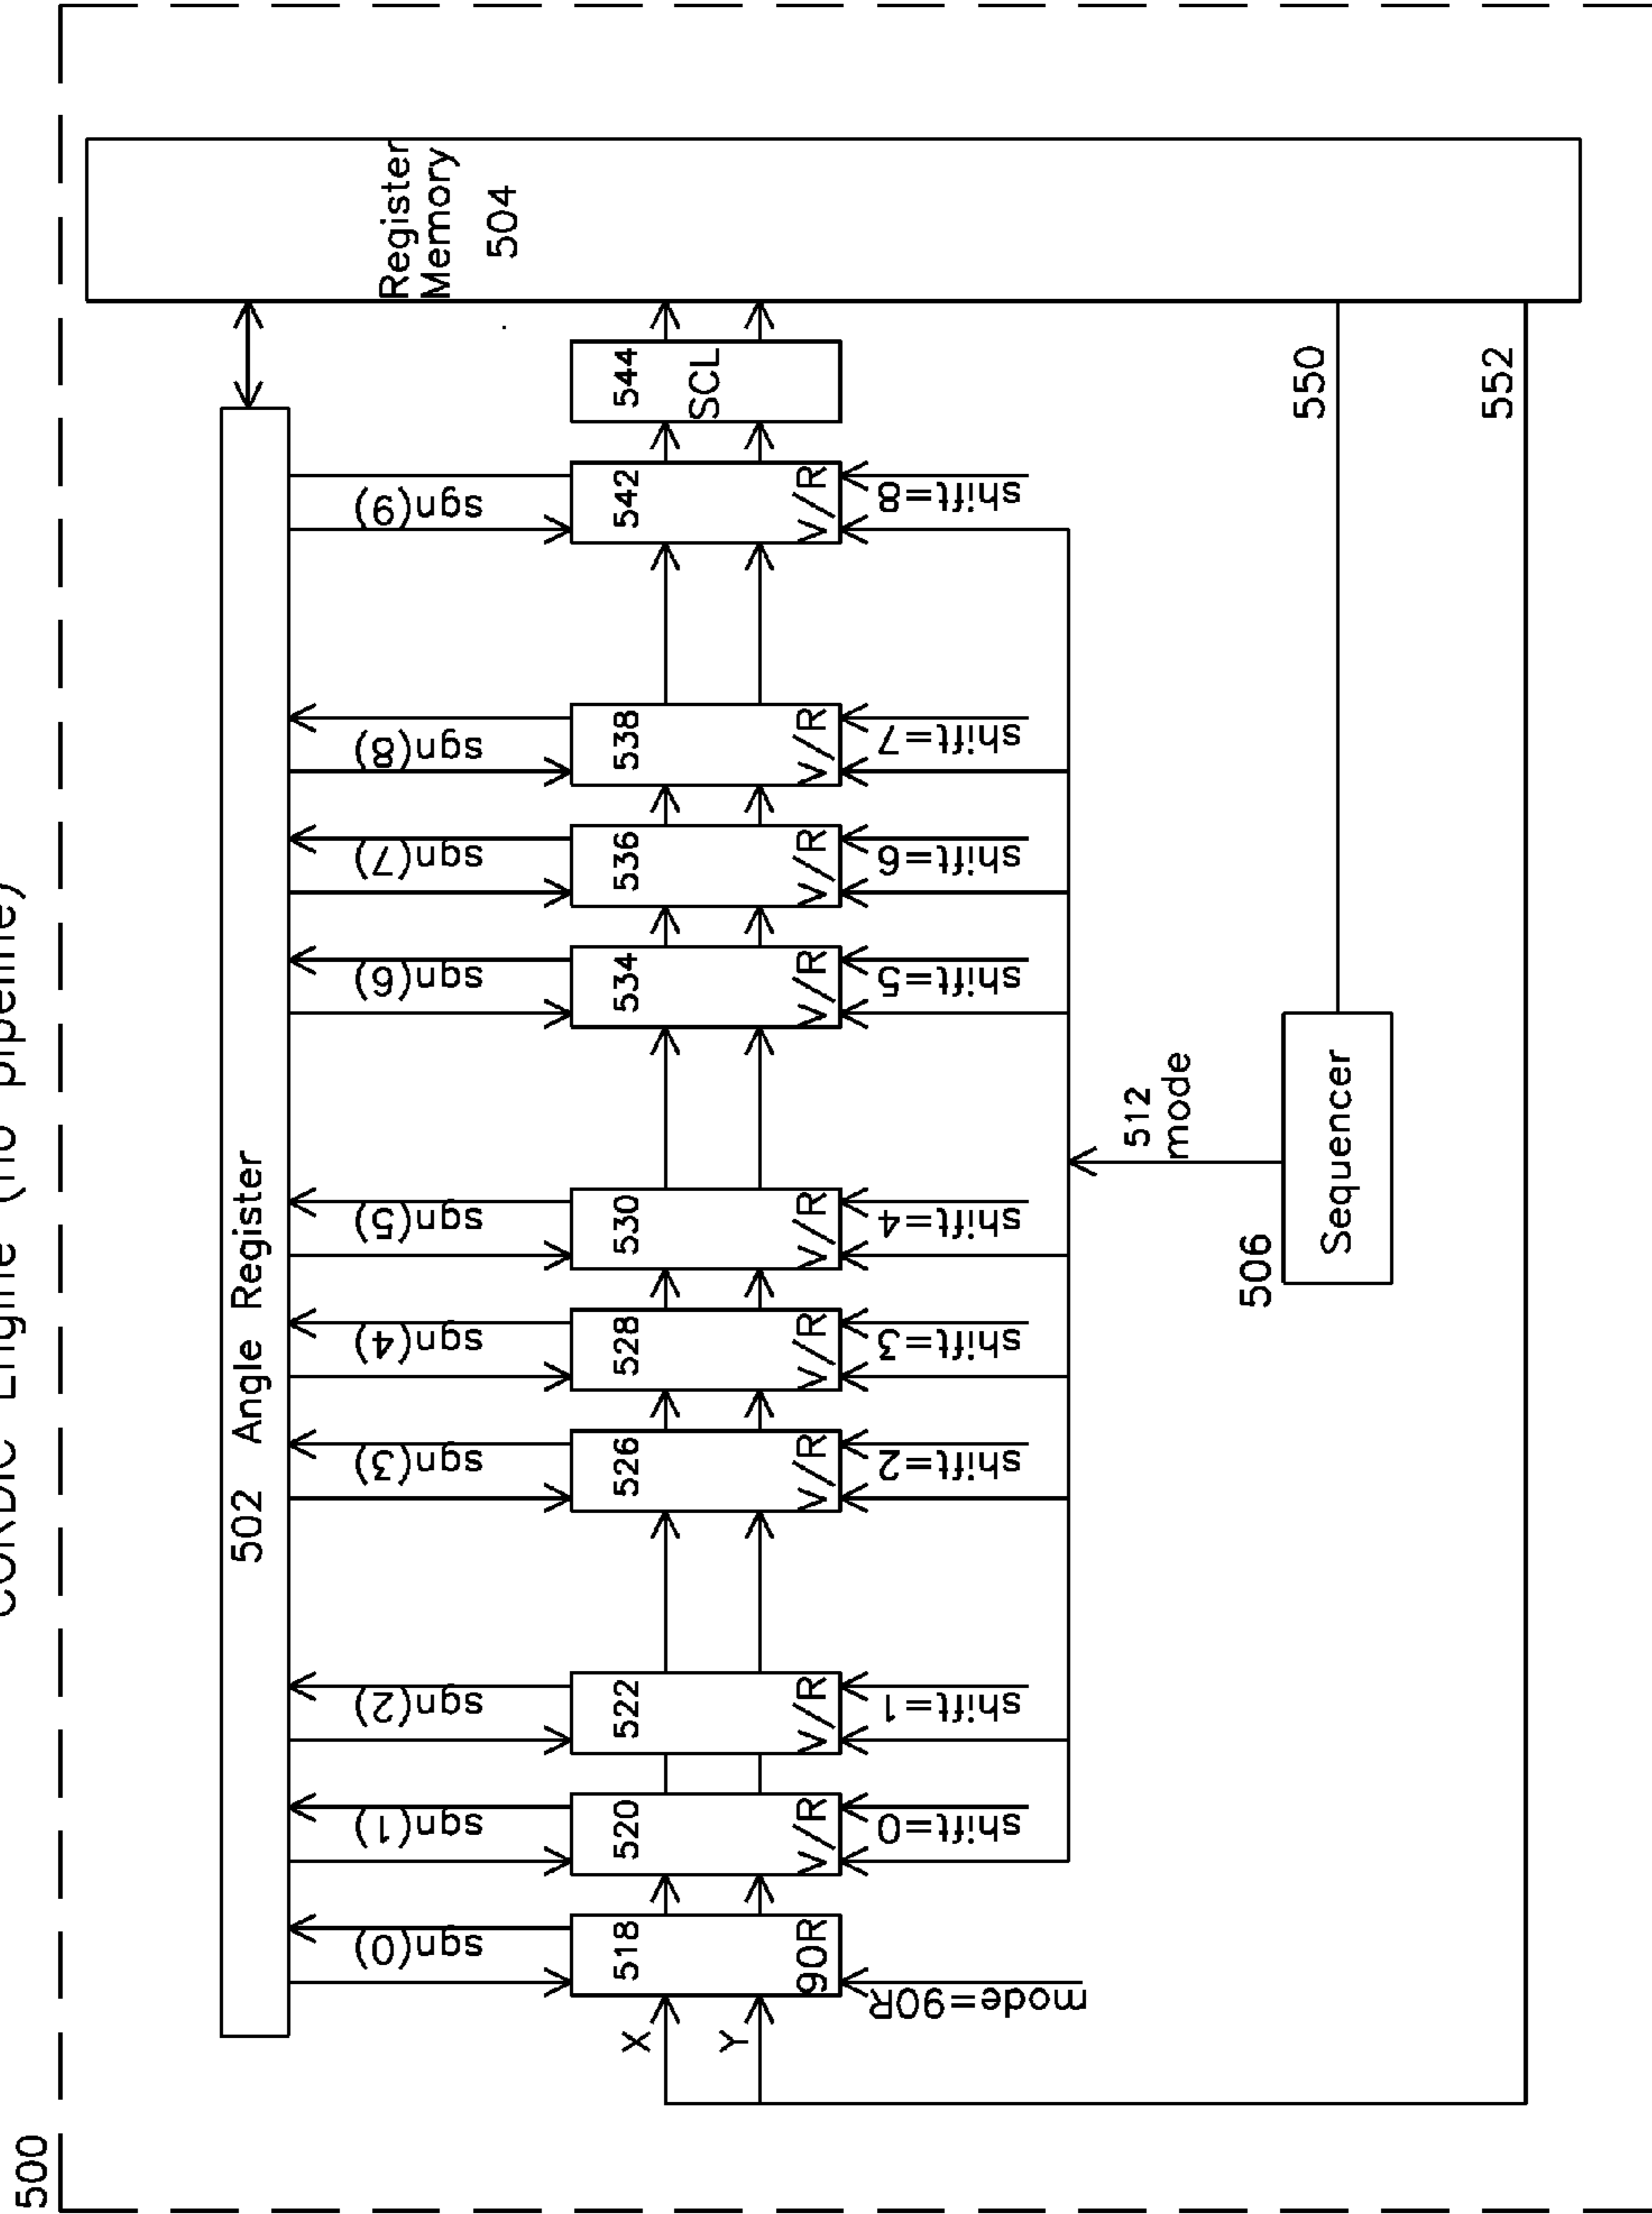 CORDIC Engine (no pipeline)
500
502 Angle Register
Register
Memory
504
sgn(0)
sgn(1)
sgn(2)
sgn(3)
sgn(4)
sgn(5)
sgn(6)
sgn(7)
sgn(8)
sgn(9)
X
Y
518
90R
520
V/R
522
V/R
526
V/R
528
V/R
530
V/R
534
V/R
536
V/R
538
V/R
542
V/R
544
SCL
mode=90R
shift=0
shift=1
shift=2
shift=3
shift=4
shift=5
shift=6
shift=7
shift=8
512
mode
506
Sequencer
550
552